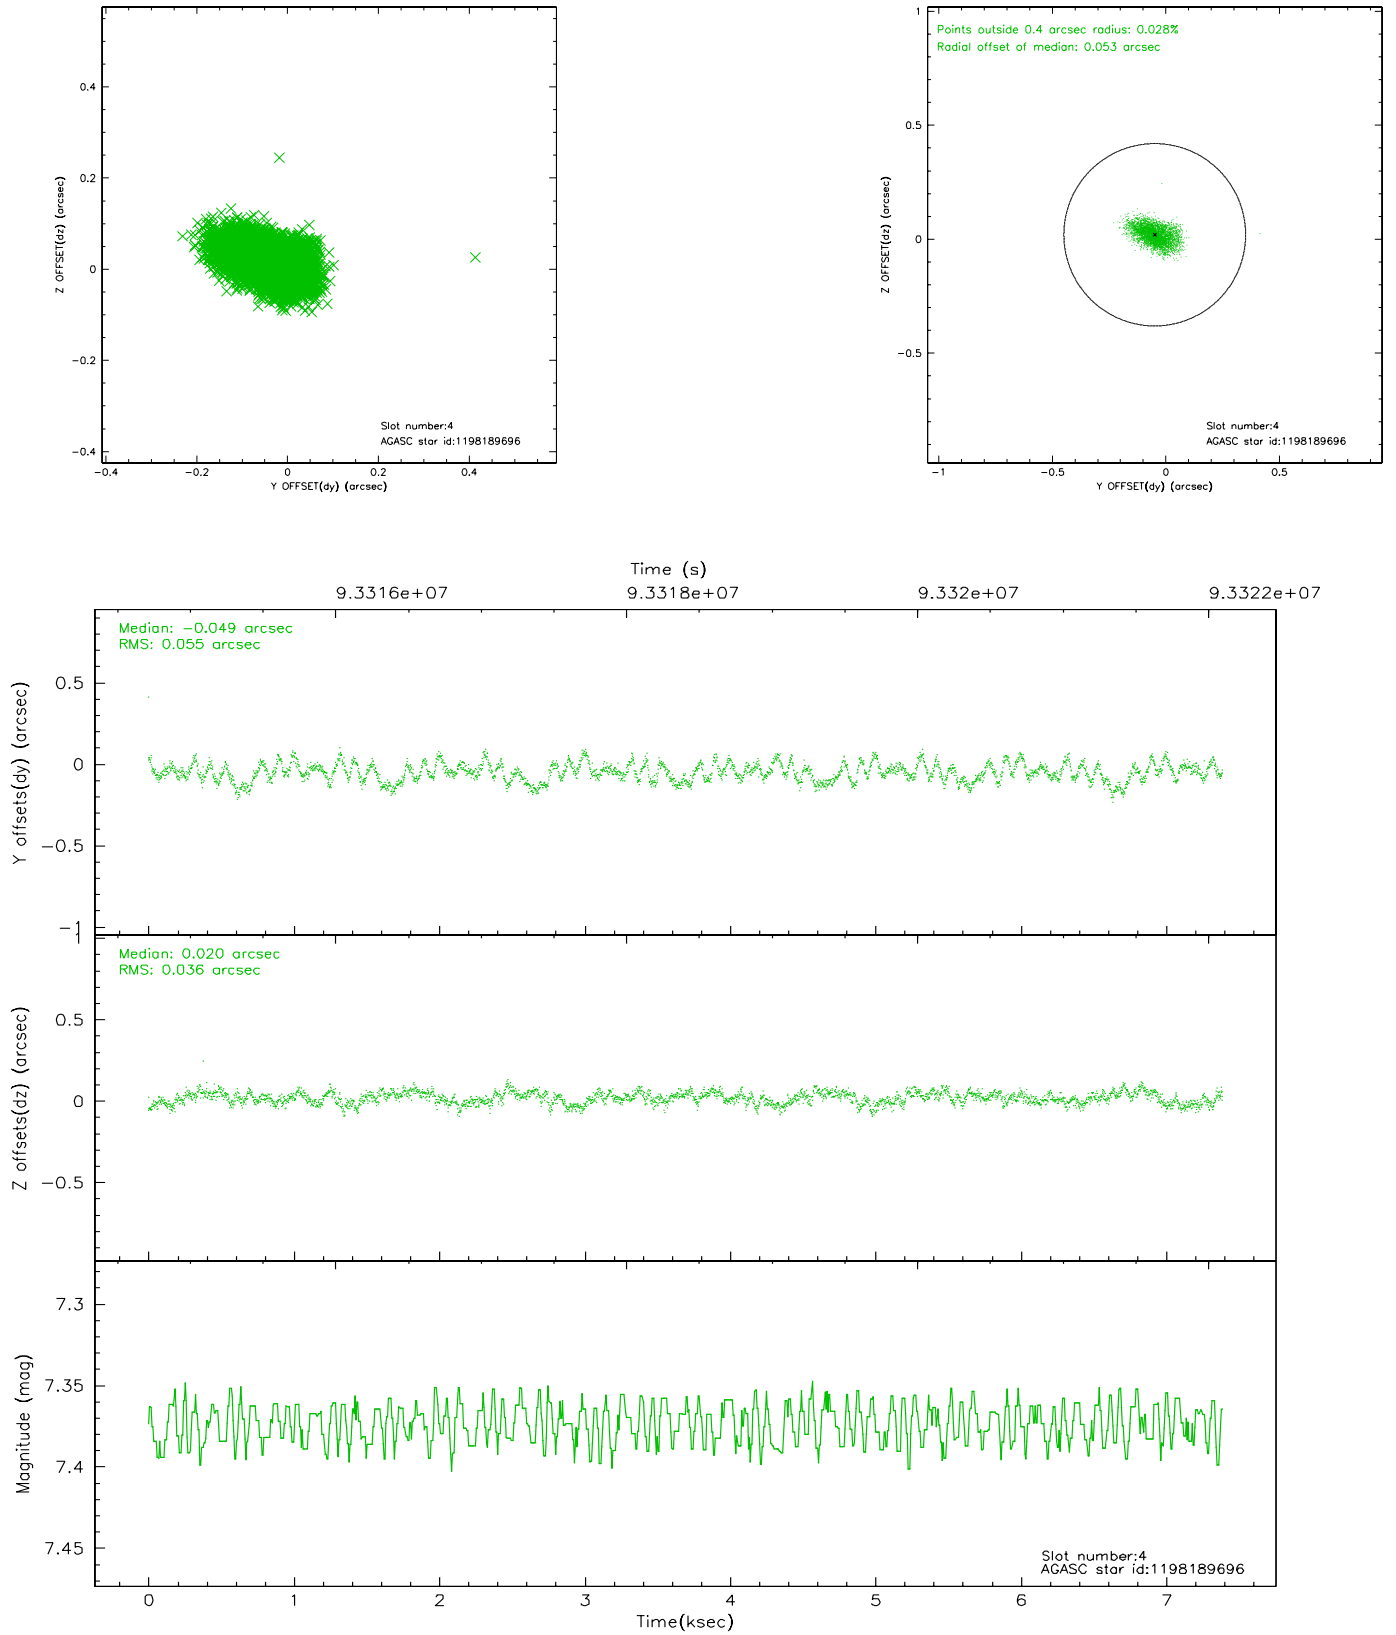 0.4
0.2
0
-0.2
-0.4
Z OFFSET(dz) (arcsec)
Slot number:4
AGASC star id:1198189696
-0.4 -0.2 0 0.2 0.4
Y OFFSET(dy) (arcsec)
Points outside 0.4 arcsec radius: 0.028%
Radial offset of median: 0.053 arcsec
1
0.5
0
-0.5
Z OFFSET(dz) (arcsec)
Slot number:4
AGASC star id:1198189696
-1 -0.5 0 0.5
Y OFFSET(dy) (arcsec)
Time (s)
9.3316e+07 9.3318e+07 9.332e+07 9.3322e+07
Median: -0.049 arcsec
RMS: 0.055 arcsec
0.5
0
-0.5
-1
Y offsets(dy) (arcsec)
Median: 0.020 arcsec
RMS: 0.036 arcsec
1
0.5
0
-0.5
Z offsets(dz) (arcsec)
7.3
7.35
7.4
7.45
Magnitude (mag)
Slot number:4
AGASC star id:1198189696
0 1 2 3 4 5 6 7
Time(ksec)